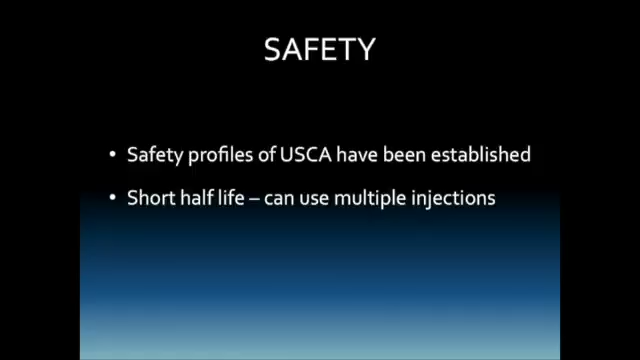 SAFETY
• Safety profiles of USCA have been established
• Short half life – can use multiple injections